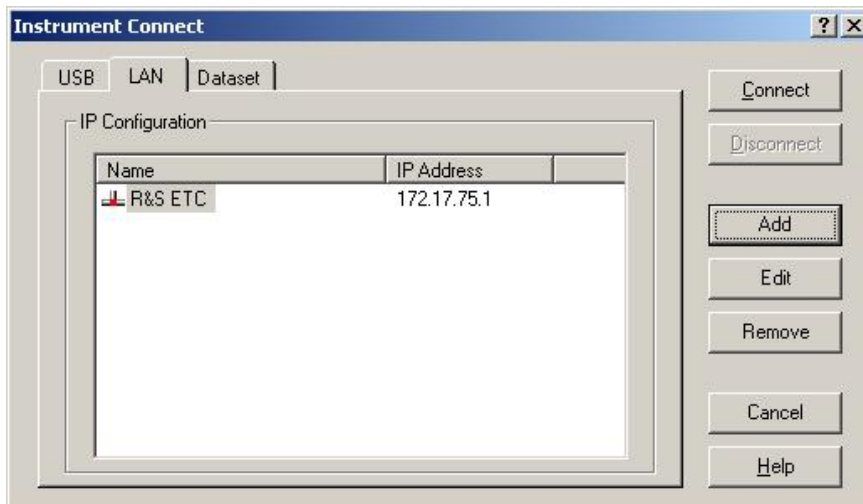 Instrument Connect
USB LAN Dataset
IP Configuration
Name IP Address
R&S ETC 172.17.75.1
Connect
Disconnect
Add
Edit
Remove
Cancel
Help